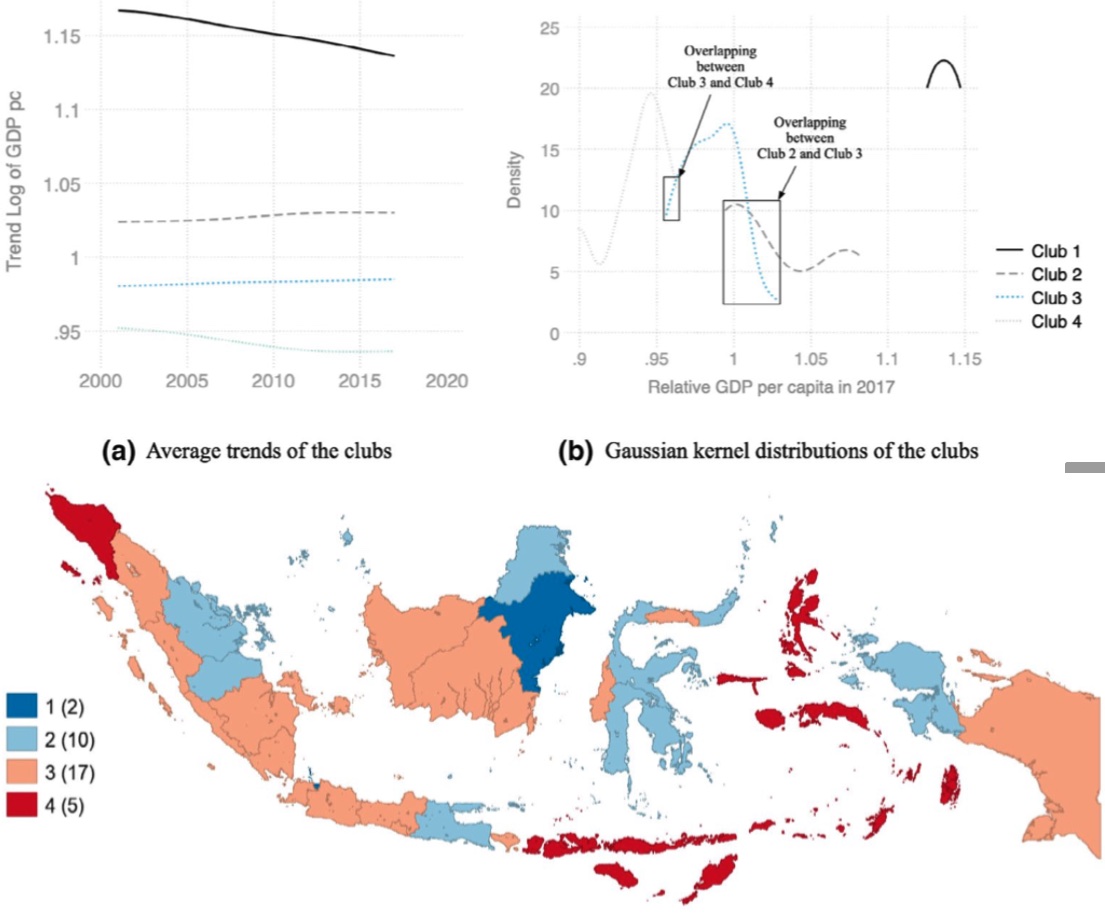 Trend Log of GDP pc
1.15
1.1
1.05
1
.95
2000 2005 2010 2015 2020
(a) Average trends of the clubs
Density
25
20
15
10
5
0
.9 .95 1 1.05 1.1 1.15
Relative GDP per capita in 2017
Overlapping
between
Club 3 and Club 4
Overlapping
between
Club 2 and Club 3
Club 1
Club 2
Club 3
Club 4
(b) Gaussian kernel distributions of the clubs
1 (2)
2 (10)
3 (17)
4 (5)